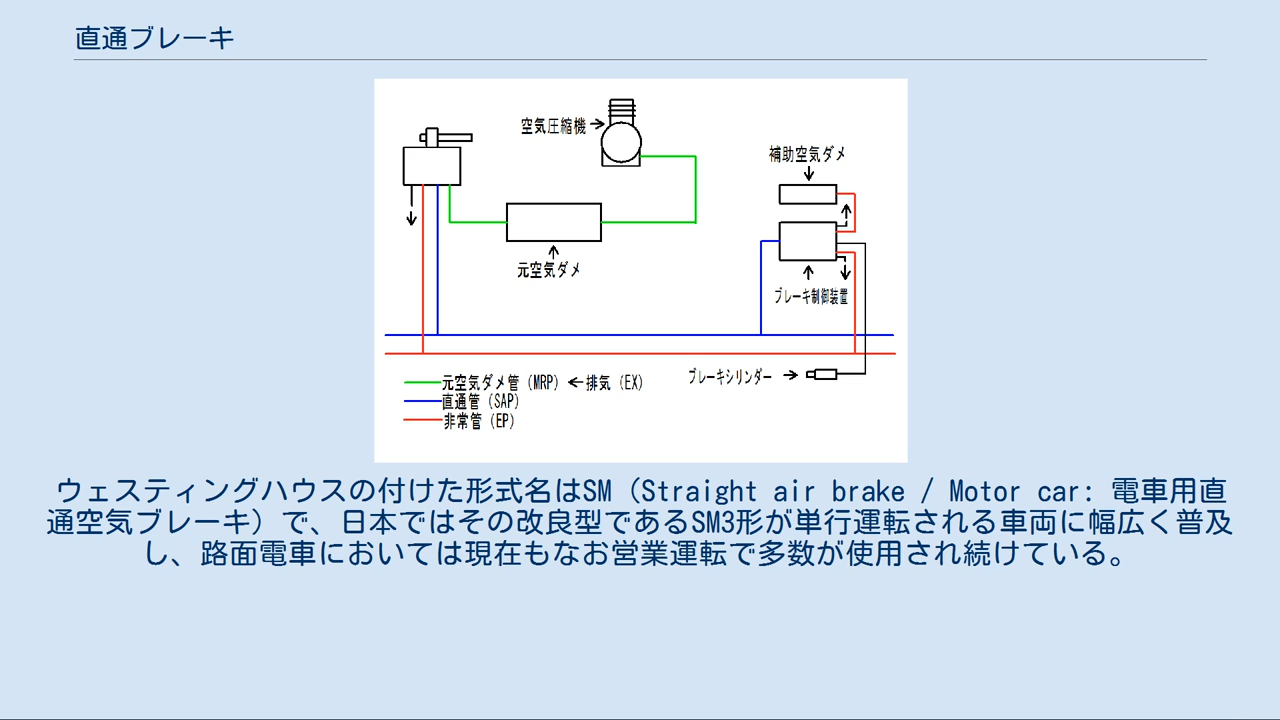 直通ブレーキ
空気圧縮機
補助空気ダメ
元空気ダメ
ブレーキ制御装置
ブレーキシリンダー
元空気ダメ管(MRP) 排気(EX)
直通管(SAP)
非常管(EP)
ウェスティングハウスの付けた形式名はSM(Straight air brake / Motor car: 電車用直
通空気ブレーキ)で、日本ではその改良型であるSM3形が単行運転される車両に幅広く普及
し、路面電車においては現在もなお営業運転で多数が使用され続けている。